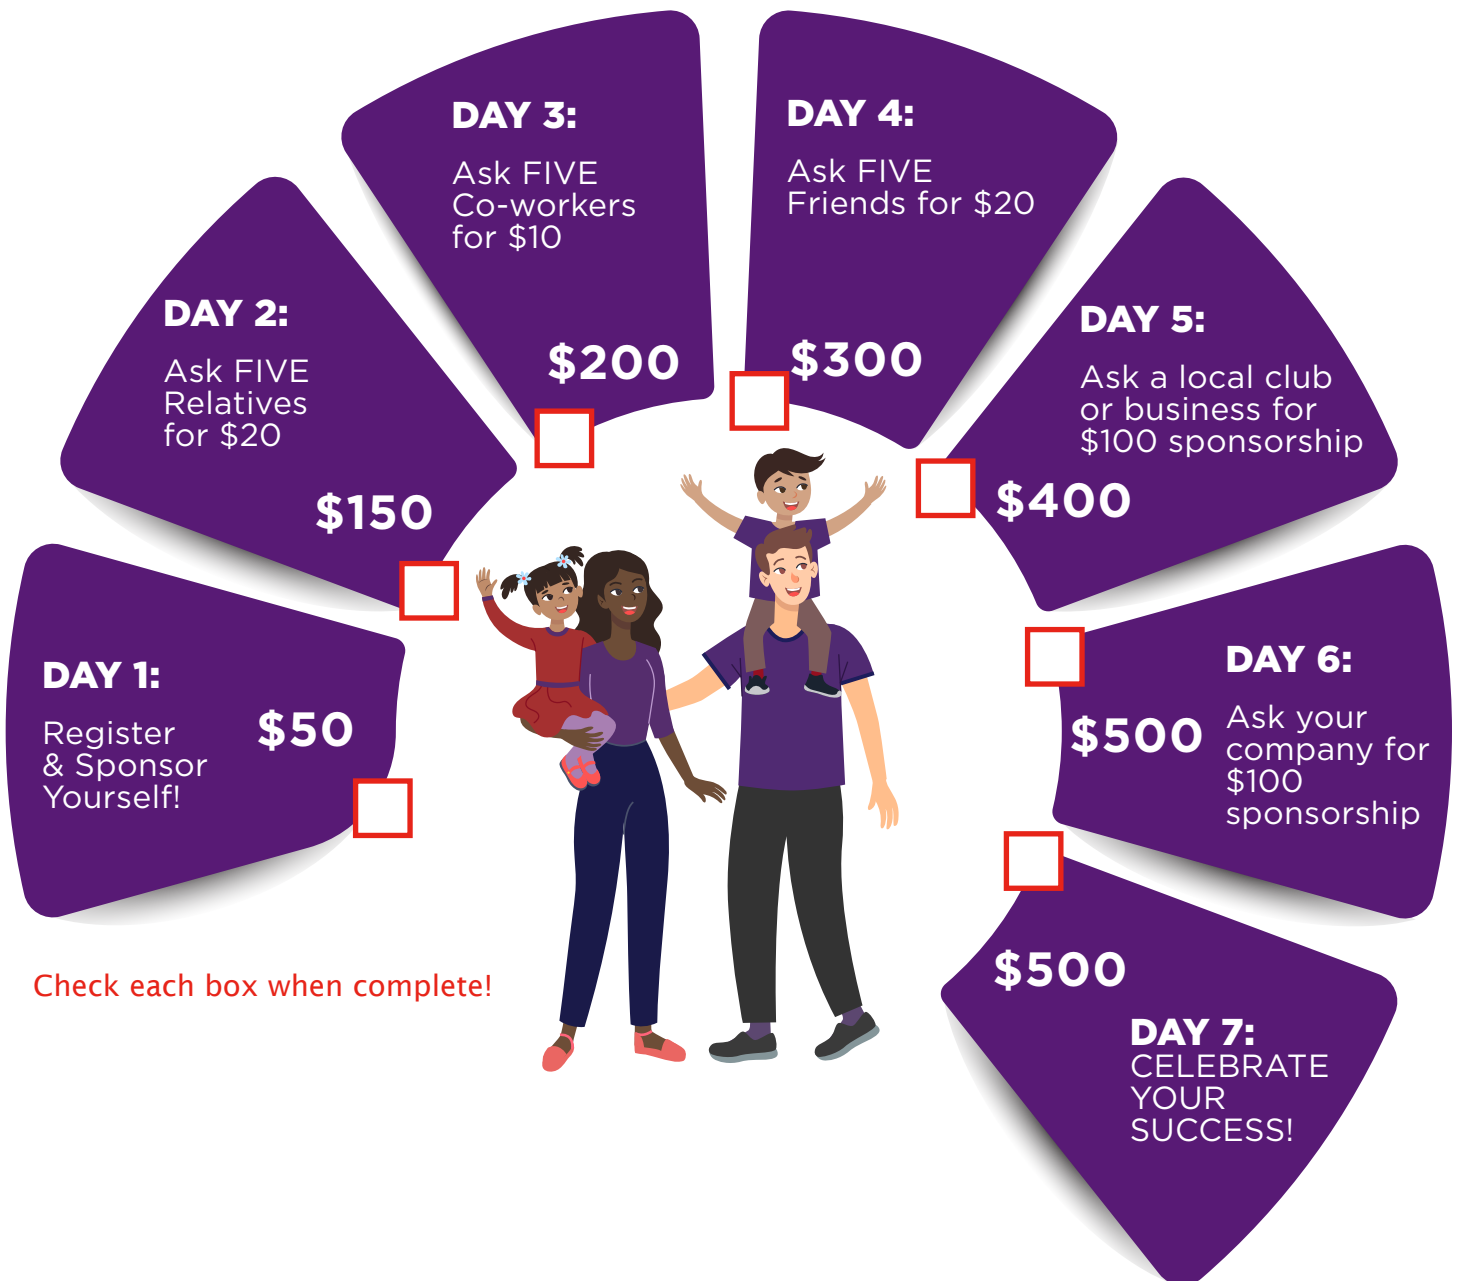 DAY 1:
Register
& Sponsor
Yourself!
$50
DAY 2:
Ask FIVE
Relatives
for $20
$150
DAY 3:
Ask FIVE
Co-workers
for $10
$200
DAY 4:
Ask FIVE
Friends for $20
$300
DAY 5:
Ask a local club
or business for
$100 sponsorship
$400
DAY 6:
Ask your
company for
$100
sponsorship
$500
$500
DAY 7:
CELEBRATE
YOUR
SUCCESS!
Check each box when complete!